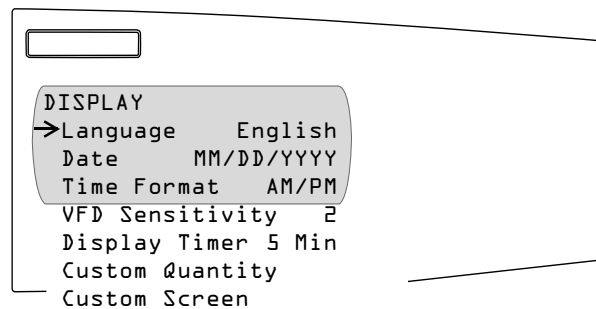 DISPLAY
→Language English
Date MM/DD/YYYY
Time Format AM/PM
VFD Sensitivity 2
Display Timer 5 Min
Custom Quantity
Custom Screen